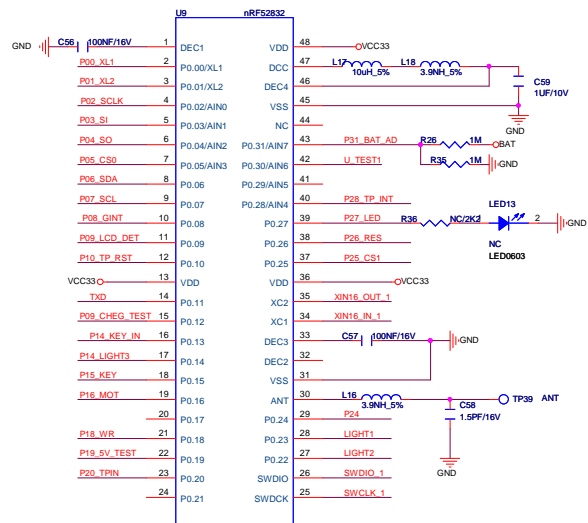 U9 nRF52832
GND C56 100NF/16V 1 DEC1 VDD 48 VCC33
P00_XL1 2 P0.00/XL1 DCC 47 L17 10uH_5% L18 3.9NH_5%
P01_XL2 3 P0.01/XL2 DEC4 46 C59 1UF/10V
P02_SCLK 4 P0.02/AIN0 VSS 45 GND
P03_SI 5 P0.03/AIN1 NC 44
P04_SO 6 P0.04/AIN2 P0.31/AIN7 43 P31_BAT_AD R26 1M BAT
P05_CS0 7 P0.05/AIN3 P0.30/AIN6 42 U_TEST1 R35 1M GND
P06_SDA 8 P0.06 P0.29/AIN5 41
P07_SCL 9 P0.07 P0.28/AIN4 40 P28_TP_INT LED13
P08_GINT 10 P0.08 P0.27 39 P27_LED R36 NC/2K2 2 GND
P09_LCD_DET 11 P0.09 P0.26 38 P26_RES NC
P10_TP_RST 12 P0.10 P0.25 37 P25_CS1 LED0603
VCC33 13 VDD VDD 36 VCC33
TXD 14 P0.11 XC2 35 XIN16_OUT_1
P09_CHEG_TEST 15 P0.12 XC1 34 XIN16_IN_1
P14_KEY_IN 16 P0.13 DEC3 33 C57 100NF/16V GND
P14_LIGHT3 17 P0.14 DEC2 32
P15_KEY 18 P0.15 VSS 31
P16_MOT 19 P0.16 ANT 30 L16 3.9NH_5% TP39 ANT
20 P0.17 P0.24 29 P24 C58 1.5PF/16V
P18_WR 21 P0.18 P0.23 28 LIGHT1
P19_5V_TEST 22 P0.19 P0.22 27 LIGHT2 GND
P20_TPIN 23 P0.20 SWDIO 26 SWDIO_1
24 P0.21 SWDCK 25 SWCLK_1